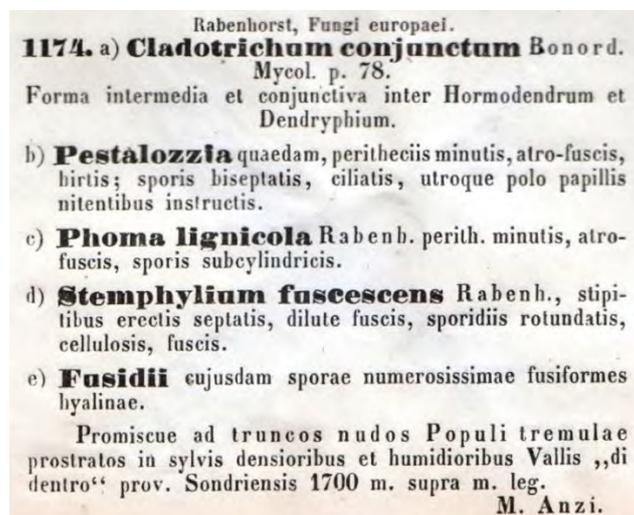 Rabenhorst, Fungi europaei.
1174. a) Cladotrichum conjunctum Bonord.
Mycol. p. 78.
Forma intermedia et conjunctiva inter Hormodendrum et
Dendryphium.
b) Pestalozzia quaedam, peritheciis minutis, atro-fuscis,
hirtis; sporis biseptatis, ciliatis, utroque polo papillis
nitentibus instructis.
c) Phoma lignicola Rabenh. perith. minutis, atro-
fuscis, sporis subcylindricis.
d) Stemphylium fuscescens Rabenh., stipi-
tibus erectis septatis, dilute fuscis, sporidiis rotundatis,
cellulosis, fuscis.
e) Fusidii cujusdam sporae numerosissimae fusiformes
hyalinae.
Promiscue ad truncos nudos Populi tremulae
prostratos in sylvis densioribus et humidioribus Vallis ,,di
dentro“ prov. Sondriensis 1700 m. supra m. leg.
M. Anzi.